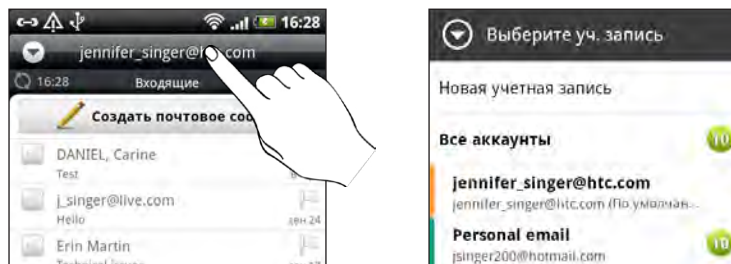 16:28
jennifer_singer@h com
16:28 Входящие
Создать почтовое соо
DANIEL, Carine
Test
j_singer@live.com
Hello
сен 24
Erin Martin
Выберите уч. запись
Новая учетная запись
Все аккаунты 10
jennifer_singer@htc.com
jennifer_singer@htc.com (По умолчан...
Personal email 10
jsinger200@hotmail.com